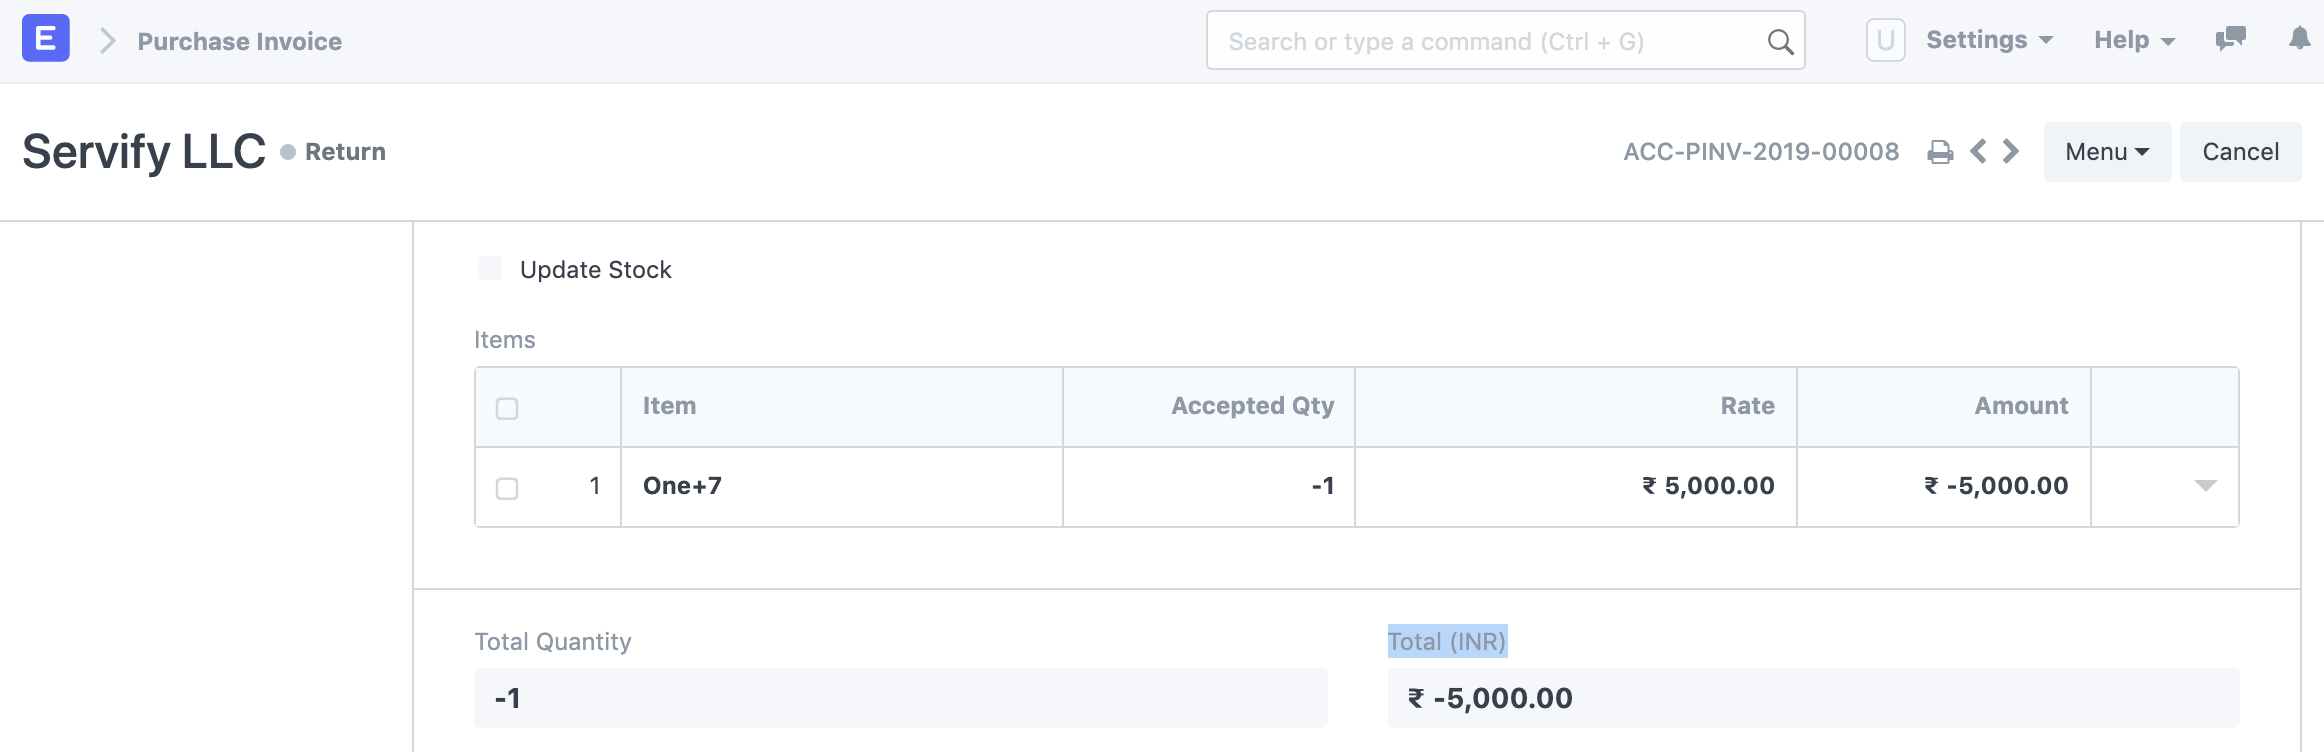 E Purchase Invoice Search or type a command (Ctrl + G) U Settings Help
Servify LLC Return ACC-PINV-2019-00008 Menu Cancel
Update Stock
Items
Item Accepted Qty Rate Amount
1 One+7 -1 ₹ 5,000.00 ₹ -5,000.00
Total Quantity Total (INR)
-1 ₹ -5,000.00